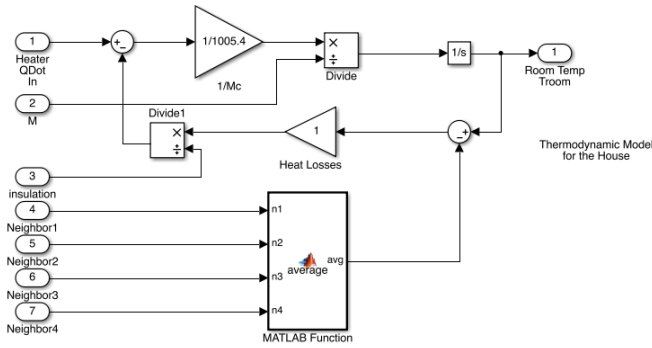 1
Heater
QDot
In
2
M
+
−
1/1005.4
1/Mc
×
÷
Divide
1/s
1
Room Temp
Troom
Divide1
×
÷
1
Heat Losses
−
+
Thermodynamic Model
for the House
3
insulation
4
Neighbor1
5
Neighbor2
6
Neighbor3
7
Neighbor4
n1
n2
n3
n4
average
avg
MATLAB Function